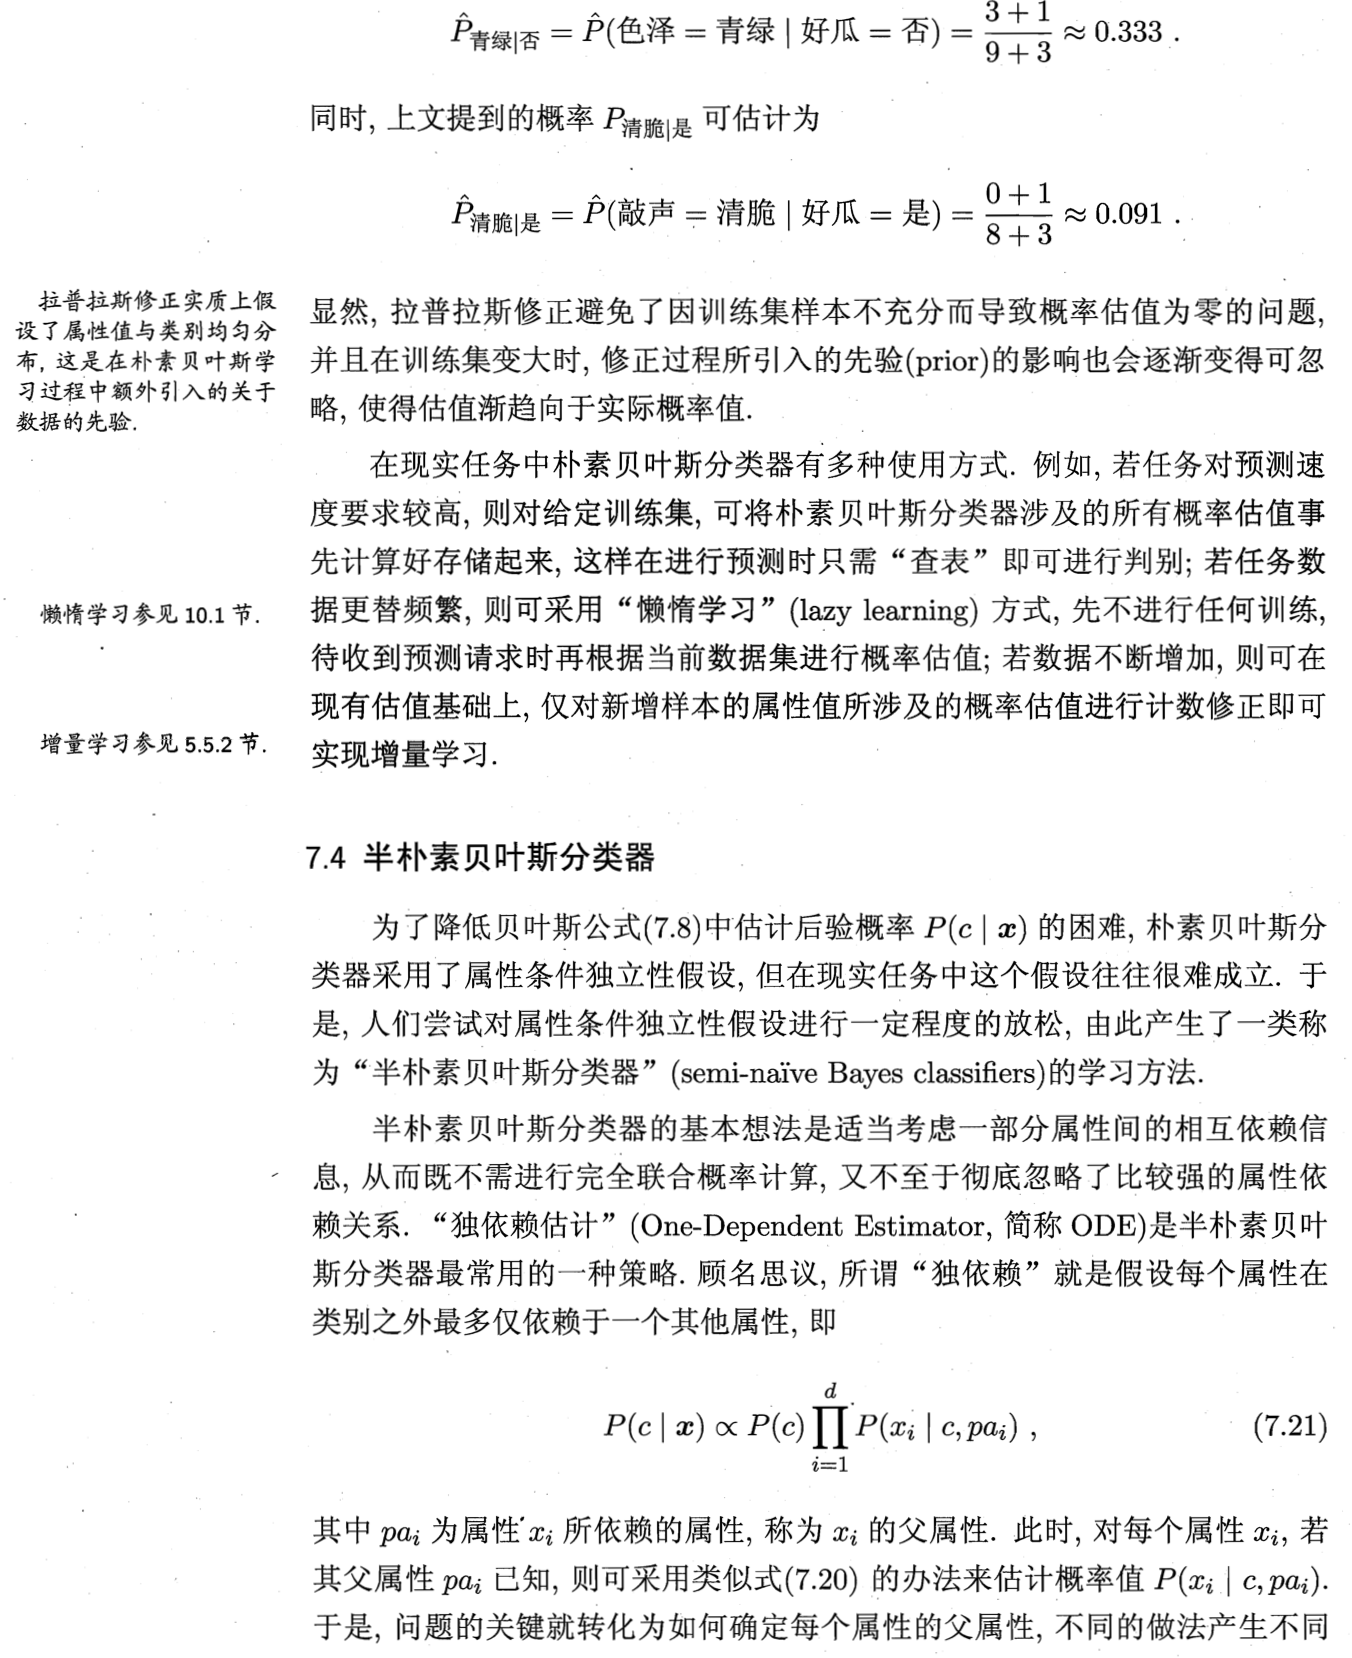 P̂青绿|否 = P̂(色泽 = 青绿 | 好瓜 = 否) = (3 + 1)/(9 + 3) ≈ 0.333 .
同时, 上文提到的概率 P清脆|是 可估计为
P̂清脆|是 = P̂(敲声 = 清脆 | 好瓜 = 是) = (0 + 1)/(8 + 3) ≈ 0.091 .
拉普拉斯修正实质上假
设了属性值与类别均匀分
布, 这是在朴素贝叶斯学
习过程中额外引入的关于
数据的先验.
显然, 拉普拉斯修正避免了因训练集样本不充分而导致概率估值为零的问题,
并且在训练集变大时, 修正过程所引入的先验(prior)的影响也会逐渐变得可忽
略, 使得估值渐趋向于实际概率值.
在现实任务中朴素贝叶斯分类器有多种使用方式. 例如, 若任务对预测速
度要求较高, 则对给定训练集, 可将朴素贝叶斯分类器涉及的所有概率估值事
先计算好存储起来, 这样在进行预测时只需“查表”即可进行判别; 若任务数
懒惰学习参见 10.1 节.
据更替频繁, 则可采用“懒惰学习”(lazy learning) 方式, 先不进行任何训练,
待收到预测请求时再根据当前数据集进行概率估值; 若数据不断增加, 则可在
现有估值基础上, 仅对新增样本的属性值所涉及的概率估值进行计数修正即可
增量学习参见 5.5.2 节.
实现增量学习.
7.4 半朴素贝叶斯分类器
为了降低贝叶斯公式(7.8)中估计后验概率 P(c | x) 的困难, 朴素贝叶斯分
类器采用了属性条件独立性假设, 但在现实任务中这个假设往往很难成立. 于
是, 人们尝试对属性条件独立性假设进行一定程度的放松, 由此产生了一类称
为“半朴素贝叶斯分类器”(semi-naïve Bayes classifiers)的学习方法.
半朴素贝叶斯分类器的基本想法是适当考虑一部分属性间的相互依赖信
息, 从而既不需进行完全联合概率计算, 又不至于彻底忽略了比较强的属性依
赖关系. “独依赖估计”(One-Dependent Estimator, 简称 ODE)是半朴素贝叶
斯分类器最常用的一种策略. 顾名思议, 所谓“独依赖”就是假设每个属性在
类别之外最多仅依赖于一个其他属性, 即
P(c | x) ∝ P(c) ∏_{i=1}^{d} P(x_i | c, pa_i) , (7.21)
其中 pa_i 为属性 x_i 所依赖的属性, 称为 x_i 的父属性. 此时, 对每个属性 x_i, 若
其父属性 pa_i 已知, 则可采用类似式(7.20) 的办法来估计概率值 P(x_i | c, pa_i).
于是, 问题的关键就转化为如何确定每个属性的父属性, 不同的做法产生不同